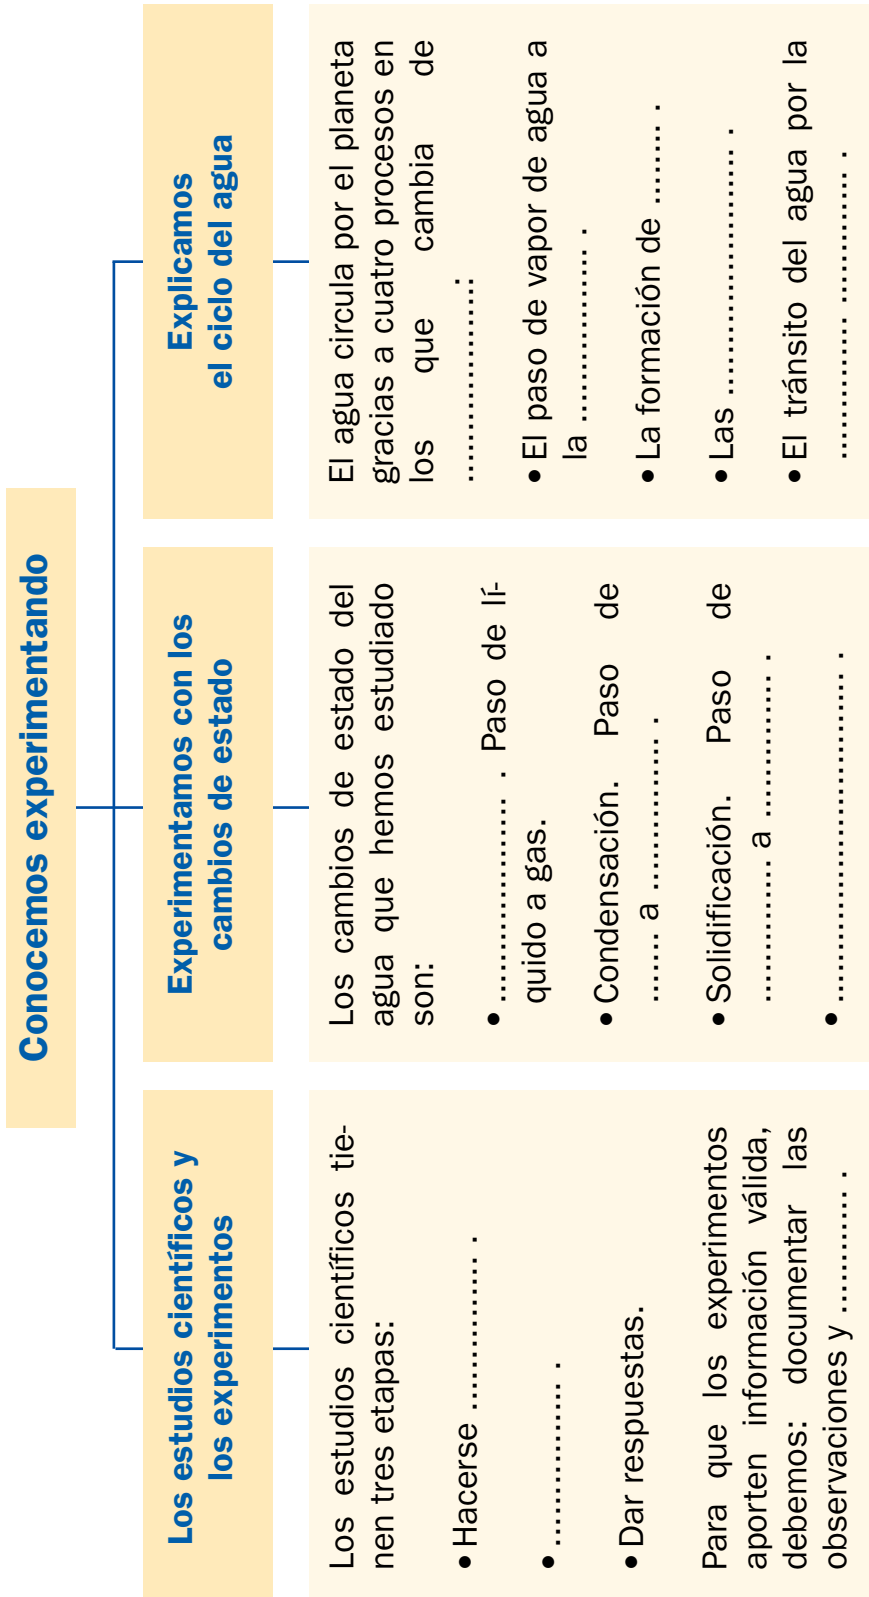 Conocemos experimentando
Los estudios científicos y
los experimentos
Los estudios científicos tie-
nen tres etapas:
• Hacerse ................... .
• ................ .
• Dar respuestas.
Para que los experimentos
aporten información válida,
debemos: documentar las
observaciones y ............. .
Experimentamos con los
cambios de estado
Los cambios de estado del
agua que hemos estudiado
son:
• ................. . Paso de lí-
quido a gas.
• Condensación. Paso de
....... a ................ .
• Solidificación. Paso de
............... a ................ .
• ...................................... .
Explicamos
el ciclo del agua
El agua circula por el planeta
gracias a cuatro procesos en
los que cambia de
......................:
• El paso de vapor de agua a
la .................... .
• La formación de ......... .
• Las .......................... .
• El tránsito del agua por la
............... ............... .